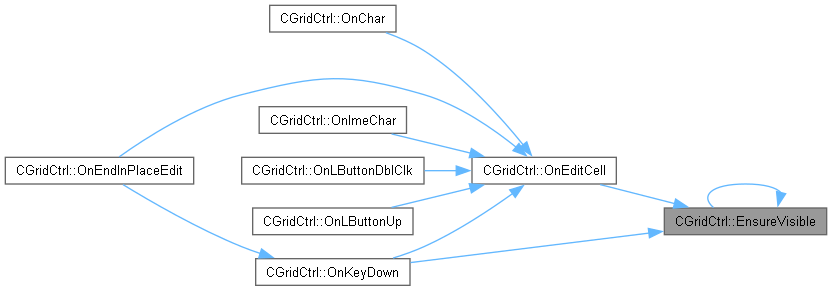 CGridCtrl::OnChar
CGridCtrl::OnImeChar
CGridCtrl::OnEndInPlaceEdit
CGridCtrl::OnLButtonDblClk
CGridCtrl::OnEditCell
CGridCtrl::OnLButtonUp
CGridCtrl::EnsureVisible
CGridCtrl::OnKeyDown